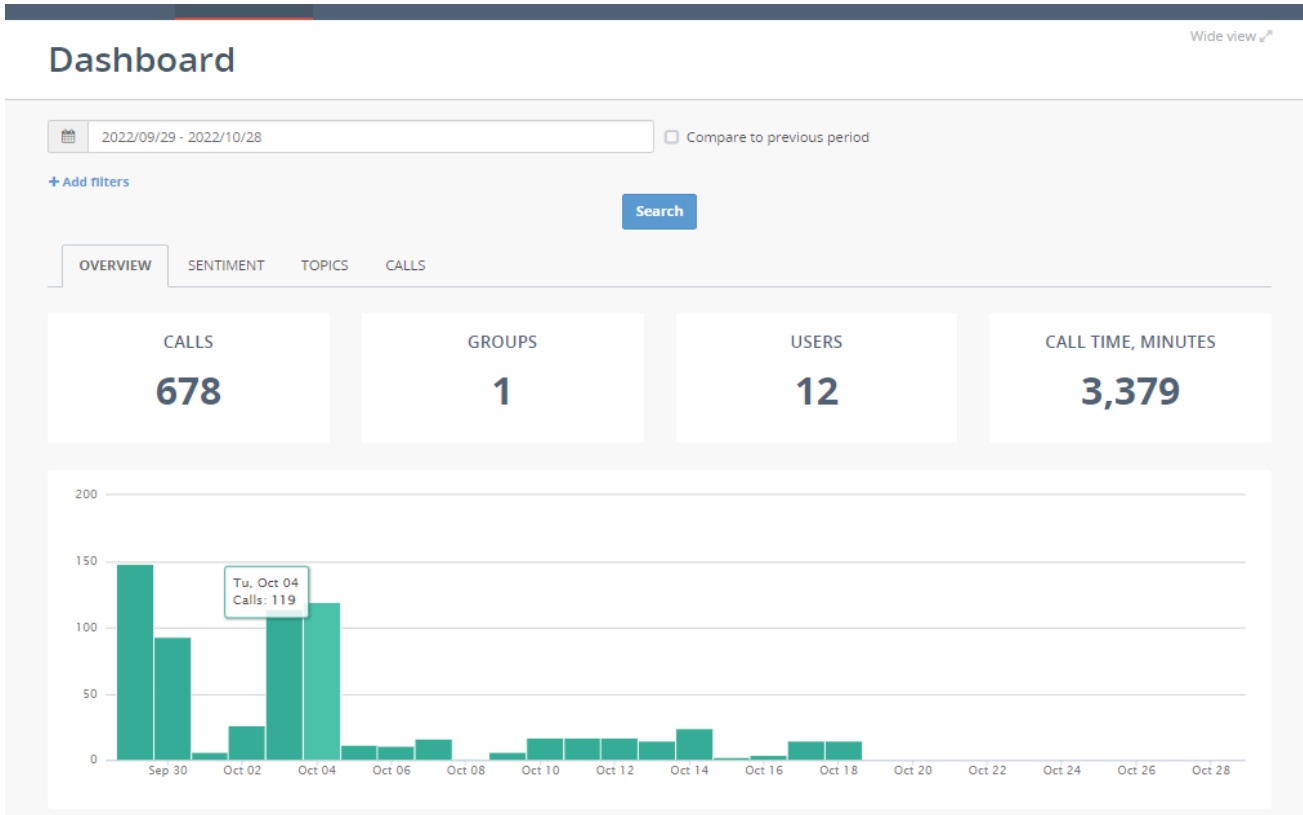 Wide view
Dashboard
2022/09/29 - 2022/10/28
Compare to previous period
+ Add filters
Search
OVERVIEW SENTIMENT TOPICS CALLS
CALLS GROUPS USERS CALL TIME, MINUTES
678 1 12 3,379
200
150
Tu, Oct 04
Calls: 119
100
50
0
Sep 30 Oct 02 Oct 04 Oct 06 Oct 08 Oct 10 Oct 12 Oct 14 Oct 16 Oct 18 Oct 20 Oct 22 Oct 24 Oct 26 Oct 28